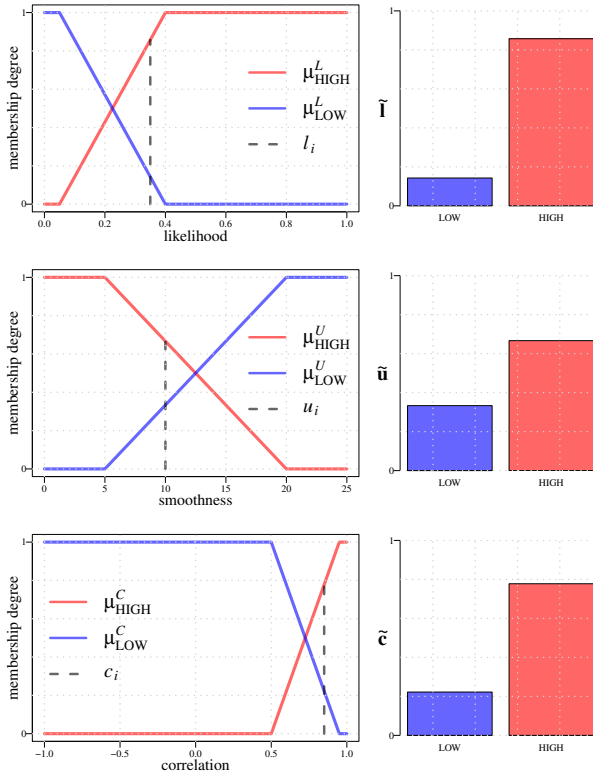 membership degree
1
0
μ^L_HIGH
μ^L_LOW
l_i
0.0 0.2 0.4 0.6 0.8 1.0
likelihood
l̃
1
0
LOW HIGH
membership degree
1
0
μ^U_HIGH
μ^U_LOW
u_i
0 5 10 15 20 25
smoothness
ũ
1
0
LOW HIGH
membership degree
1
0
μ^C_HIGH
μ^C_LOW
c_i
−1.0 −0.5 0.0 0.5 1.0
correlation
c̃
1
0
LOW HIGH